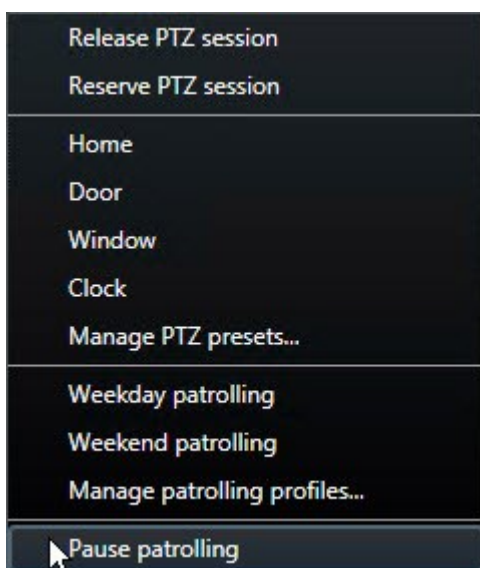 Release PTZ session
Reserve PTZ session
Home
Door
Window
Clock
Manage PTZ presets...
Weekday patrolling
Weekend patrolling
Manage patrolling profiles...
Pause patrolling